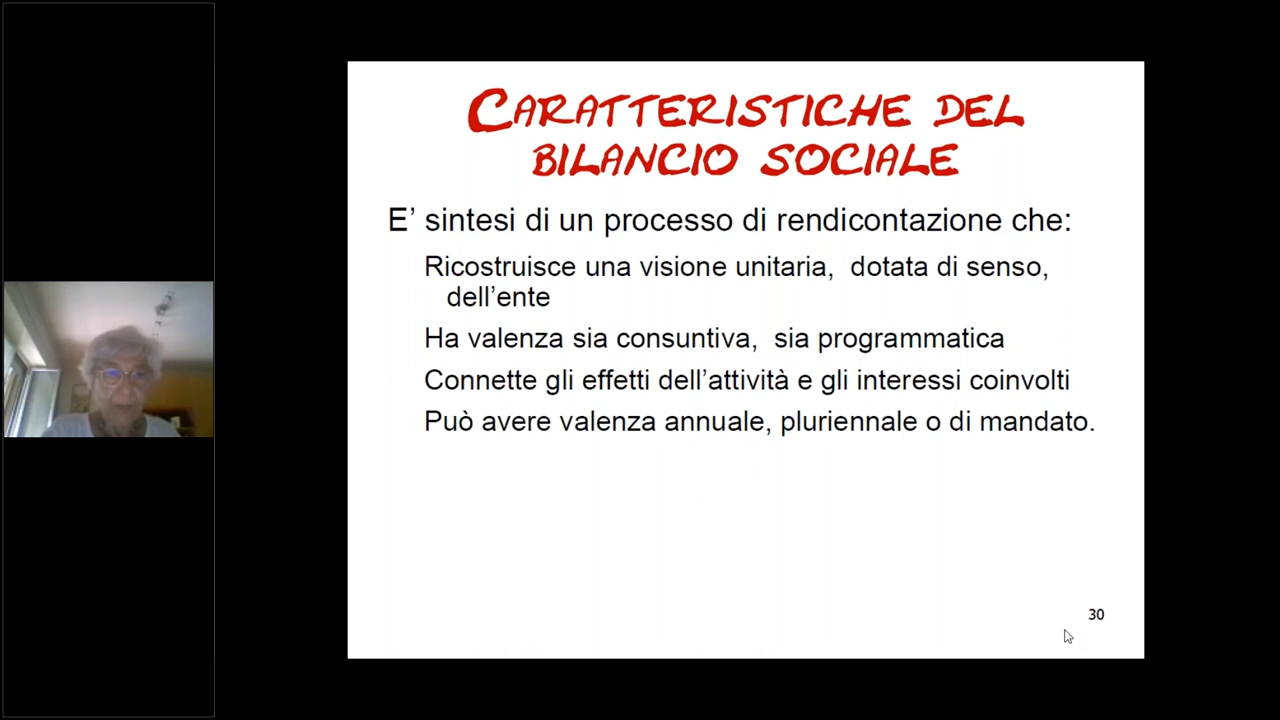 CARATTERISTICHE DEL
BILANCIO SOCIALE
E’ sintesi di un processo di rendicontazione che:
Ricostruisce una visione unitaria, dotata di senso,
dell’ente
Ha valenza sia consuntiva, sia programmatica
Connette gli effetti dell’attività e gli interessi coinvolti
Può avere valenza annuale, pluriennale o di mandato.
30